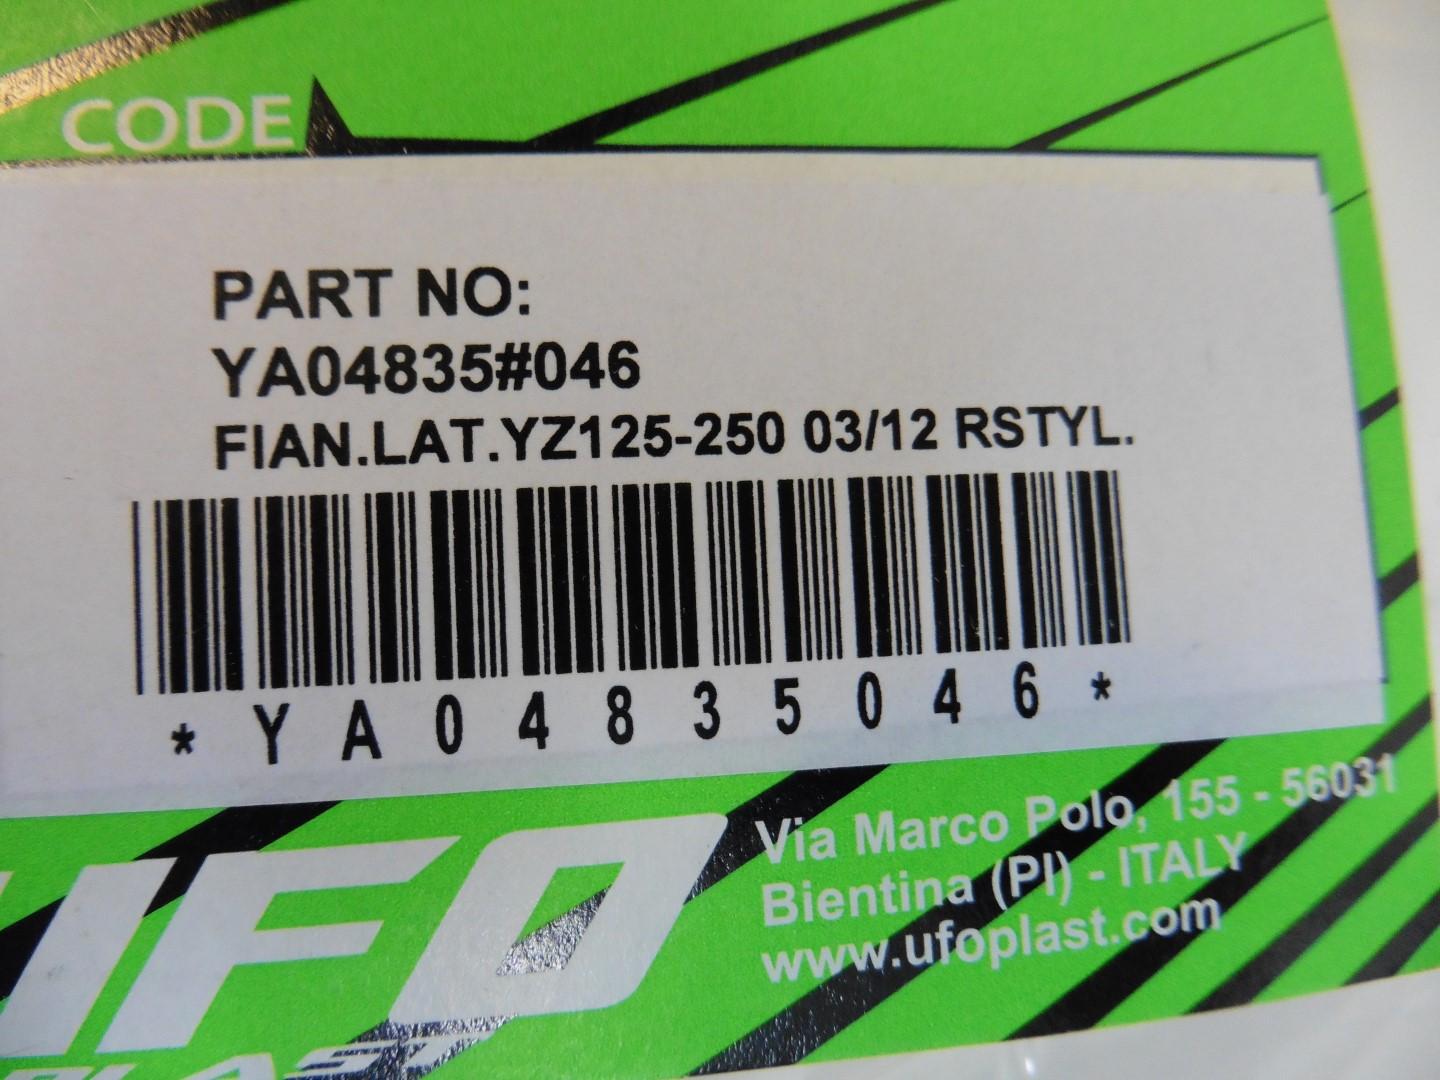 CODE
PART NO:
YA04835#046
FIAN.LAT.YZ125-250 03/12 RSTYL.
*YA04835046*
UFO
PLAST
Via Marco Polo, 155 - 56031
Bientina (PI) - ITALY
www.ufoplast.com